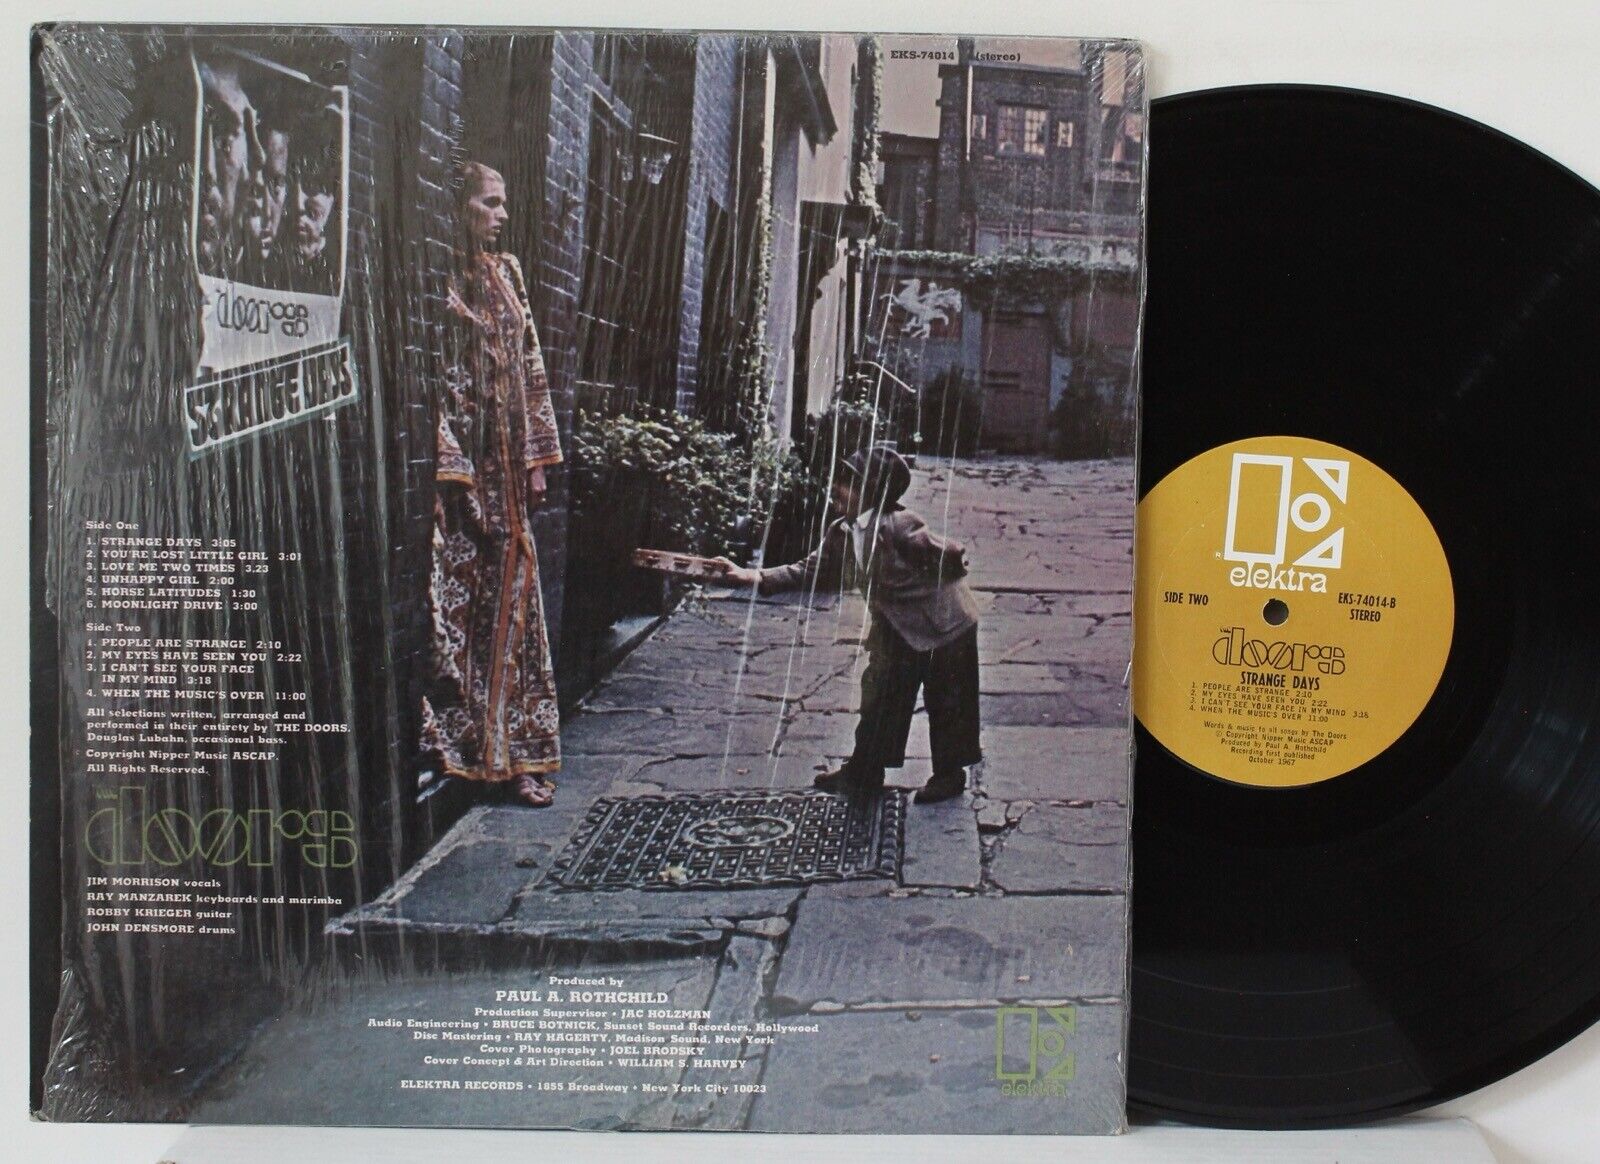 EKS-74014 (stereo)
the doors
STRANGE DAYS
Side One
1. STRANGE DAYS 3:05
2. YOU'RE LOST LITTLE GIRL 3:01
3. LOVE ME TWO TIMES 3.23
4. UNHAPPY GIRL 2:00
5. HORSE LATITUDES 1:30
6. MOONLIGHT DRIVE 3:00
Side Two
1. PEOPLE ARE STRANGE 2:10
2. MY EYES HAVE SEEN YOU 2:22
3. I CAN'T SEE YOUR FACE
IN MY MIND 3:18
4. WHEN THE MUSIC'S OVER 11:00
All selections written, arranged and
performed in their entirety by THE DOORS.
Douglas Lubahn, occasional bass.
Copyright Nipper Music ASCAP.
All Rights Reserved.
the doors
JIM MORRISON vocals
RAY MANZAREK keyboards and marimba
ROBBY KRIEGER guitar
JOHN DENSMORE drums
Produced by
PAUL A. ROTHCHILD
Production Supervisor • JAC HOLZMAN
Audio Engineering • BRUCE BOTNICK, Sunset Sound Recorders, Hollywood
Disc Mastering • RAY HAGERTY, Madison Sound, New York
Cover Photography • JOEL BRODSKY
Cover Concept & Art Direction • WILLIAM S. HARVEY
ELEKTRA RECORDS • 1855 Broadway • New York City 10023
elektra
®
elektra
SIDE TWO
EKS-74014-B
STEREO
the doors
STRANGE DAYS
1. PEOPLE ARE STRANGE 2:10
2. MY EYES HAVE SEEN YOU 2:22
3. I CAN'T SEE YOUR FACE IN MY MIND 3:18
4. WHEN THE MUSIC'S OVER 11:00
Words & music to all songs by The Doors
© Copyright Nipper Music ASCAP
Produced by Paul A. Rothchild
Recording first published
October 1967